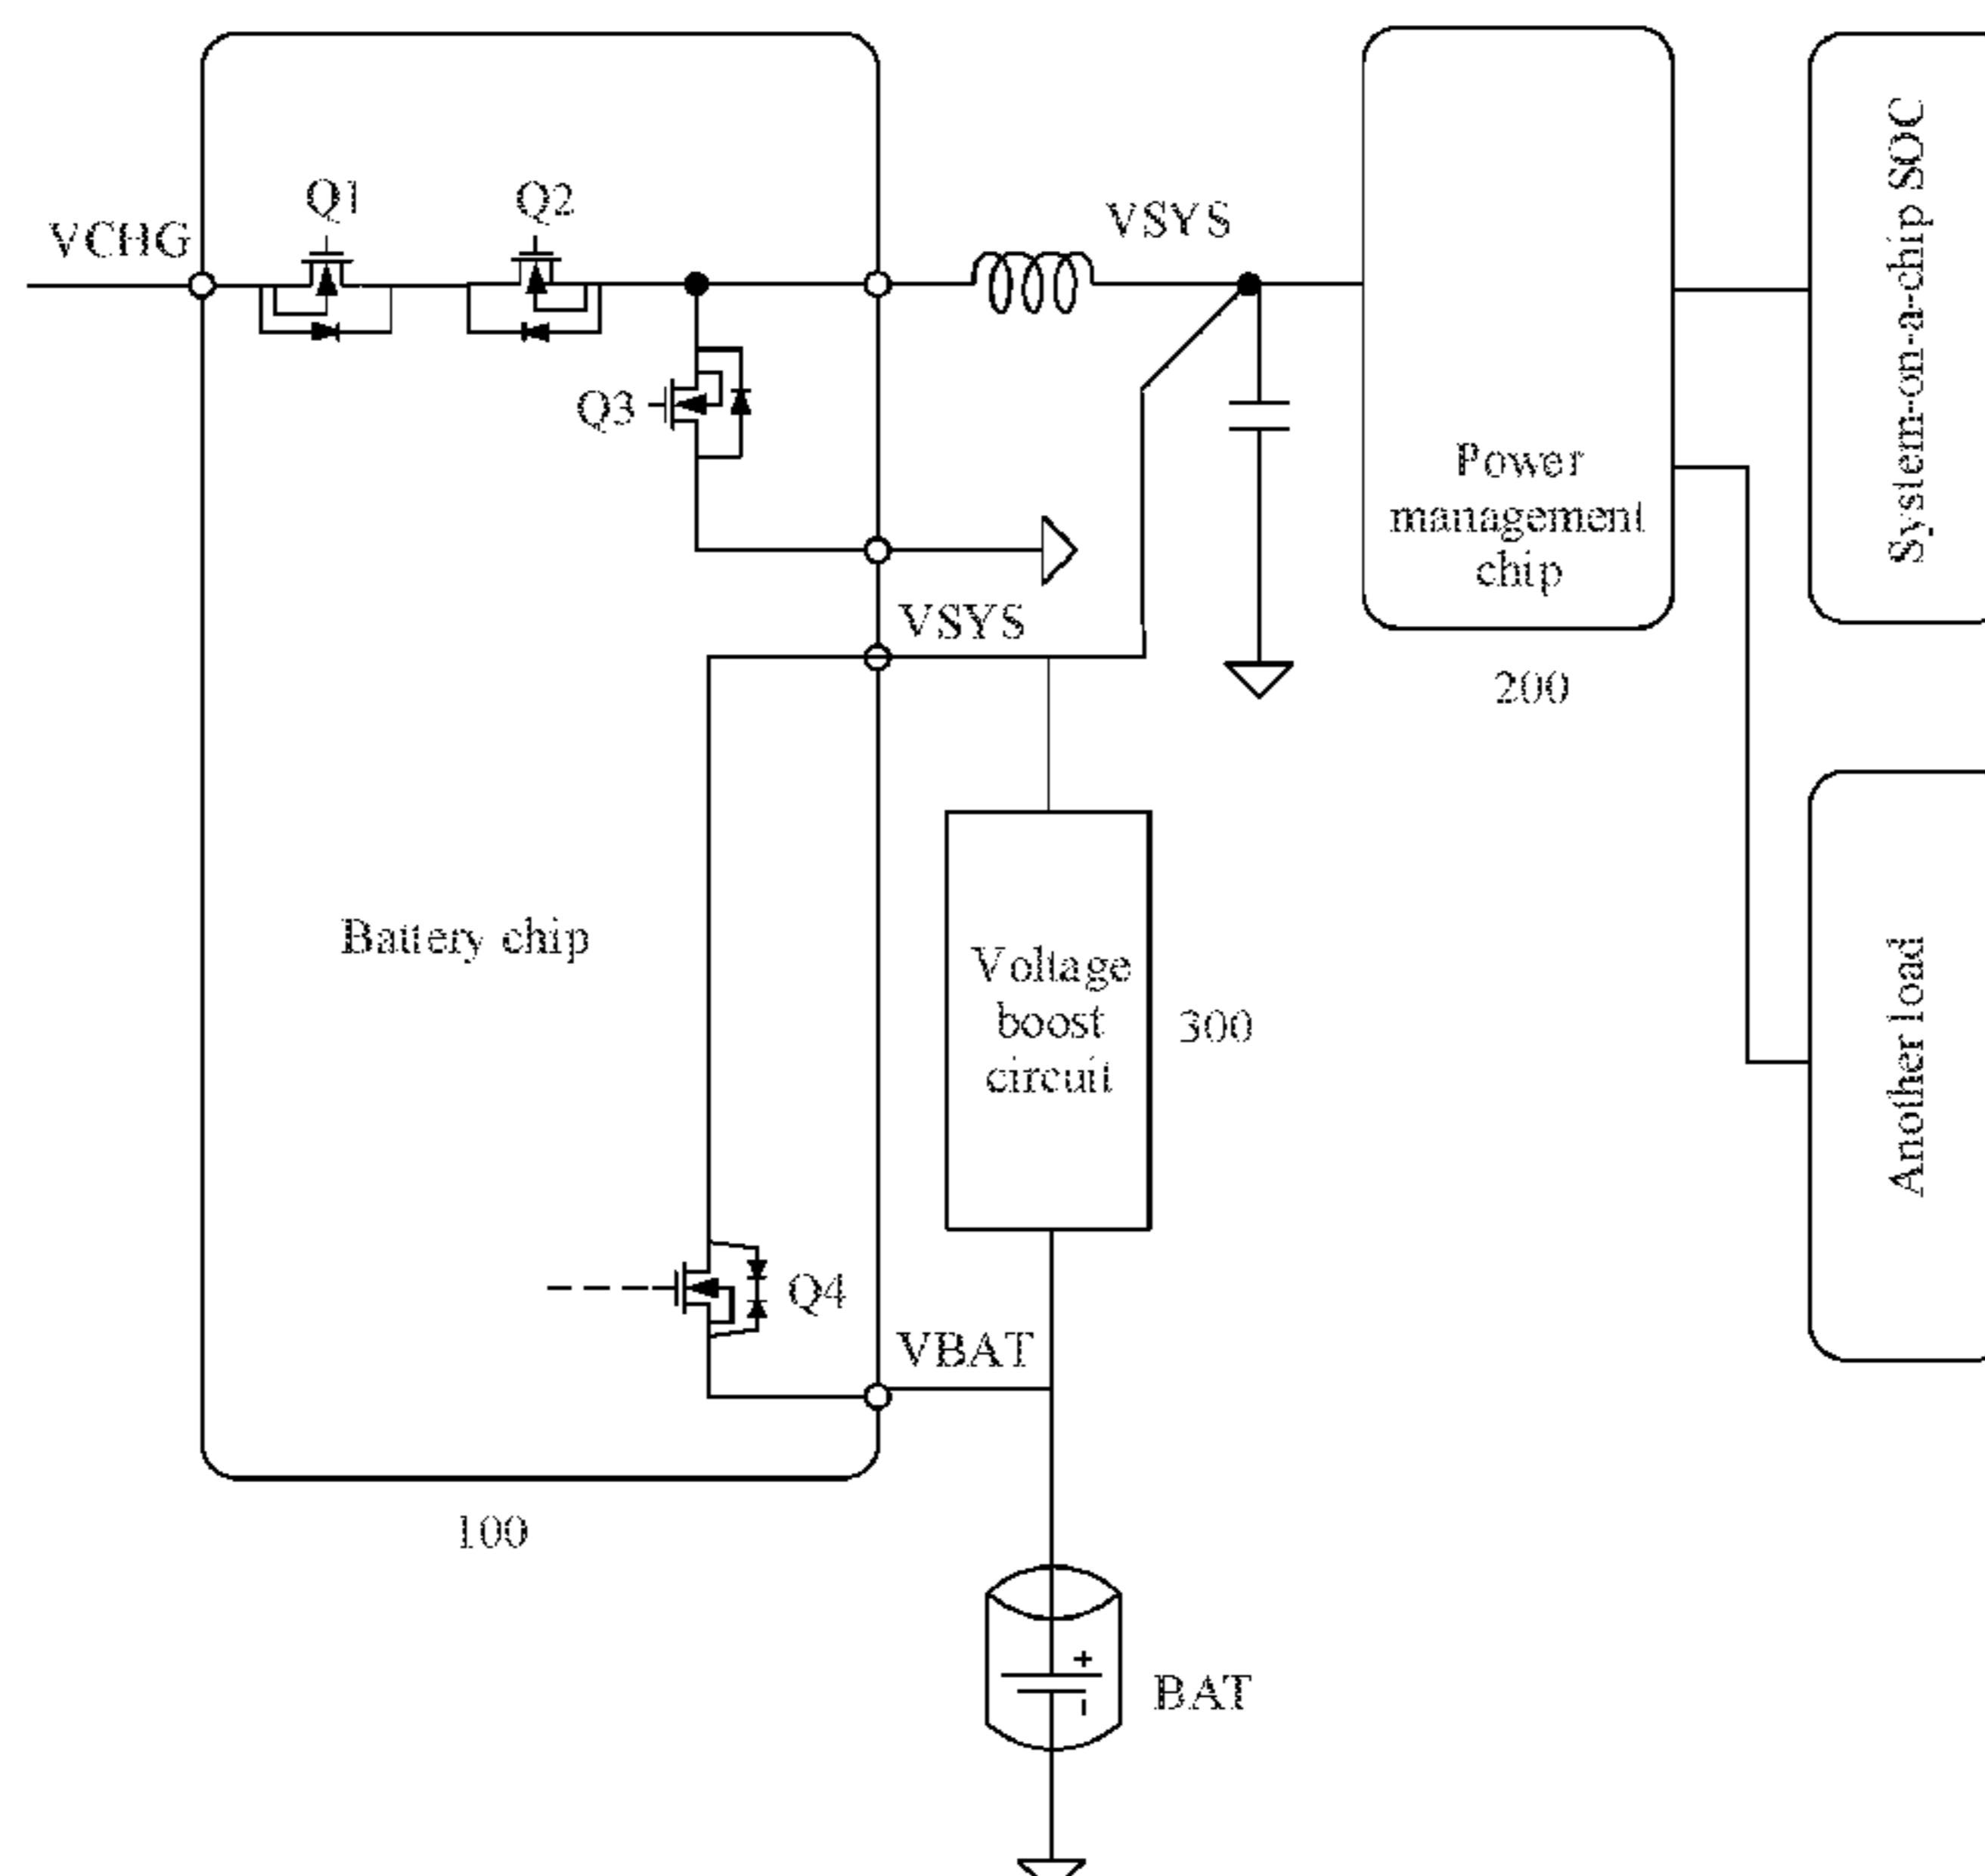 Q1
Q2
VCHG
VSYS
System-on-a-chip SOC
Q3
Power
management
chip
VSYS
200
Battery chip
Voltage
boost
circuit
300
Another load
Q4
VBAT
100
+
-
BAT